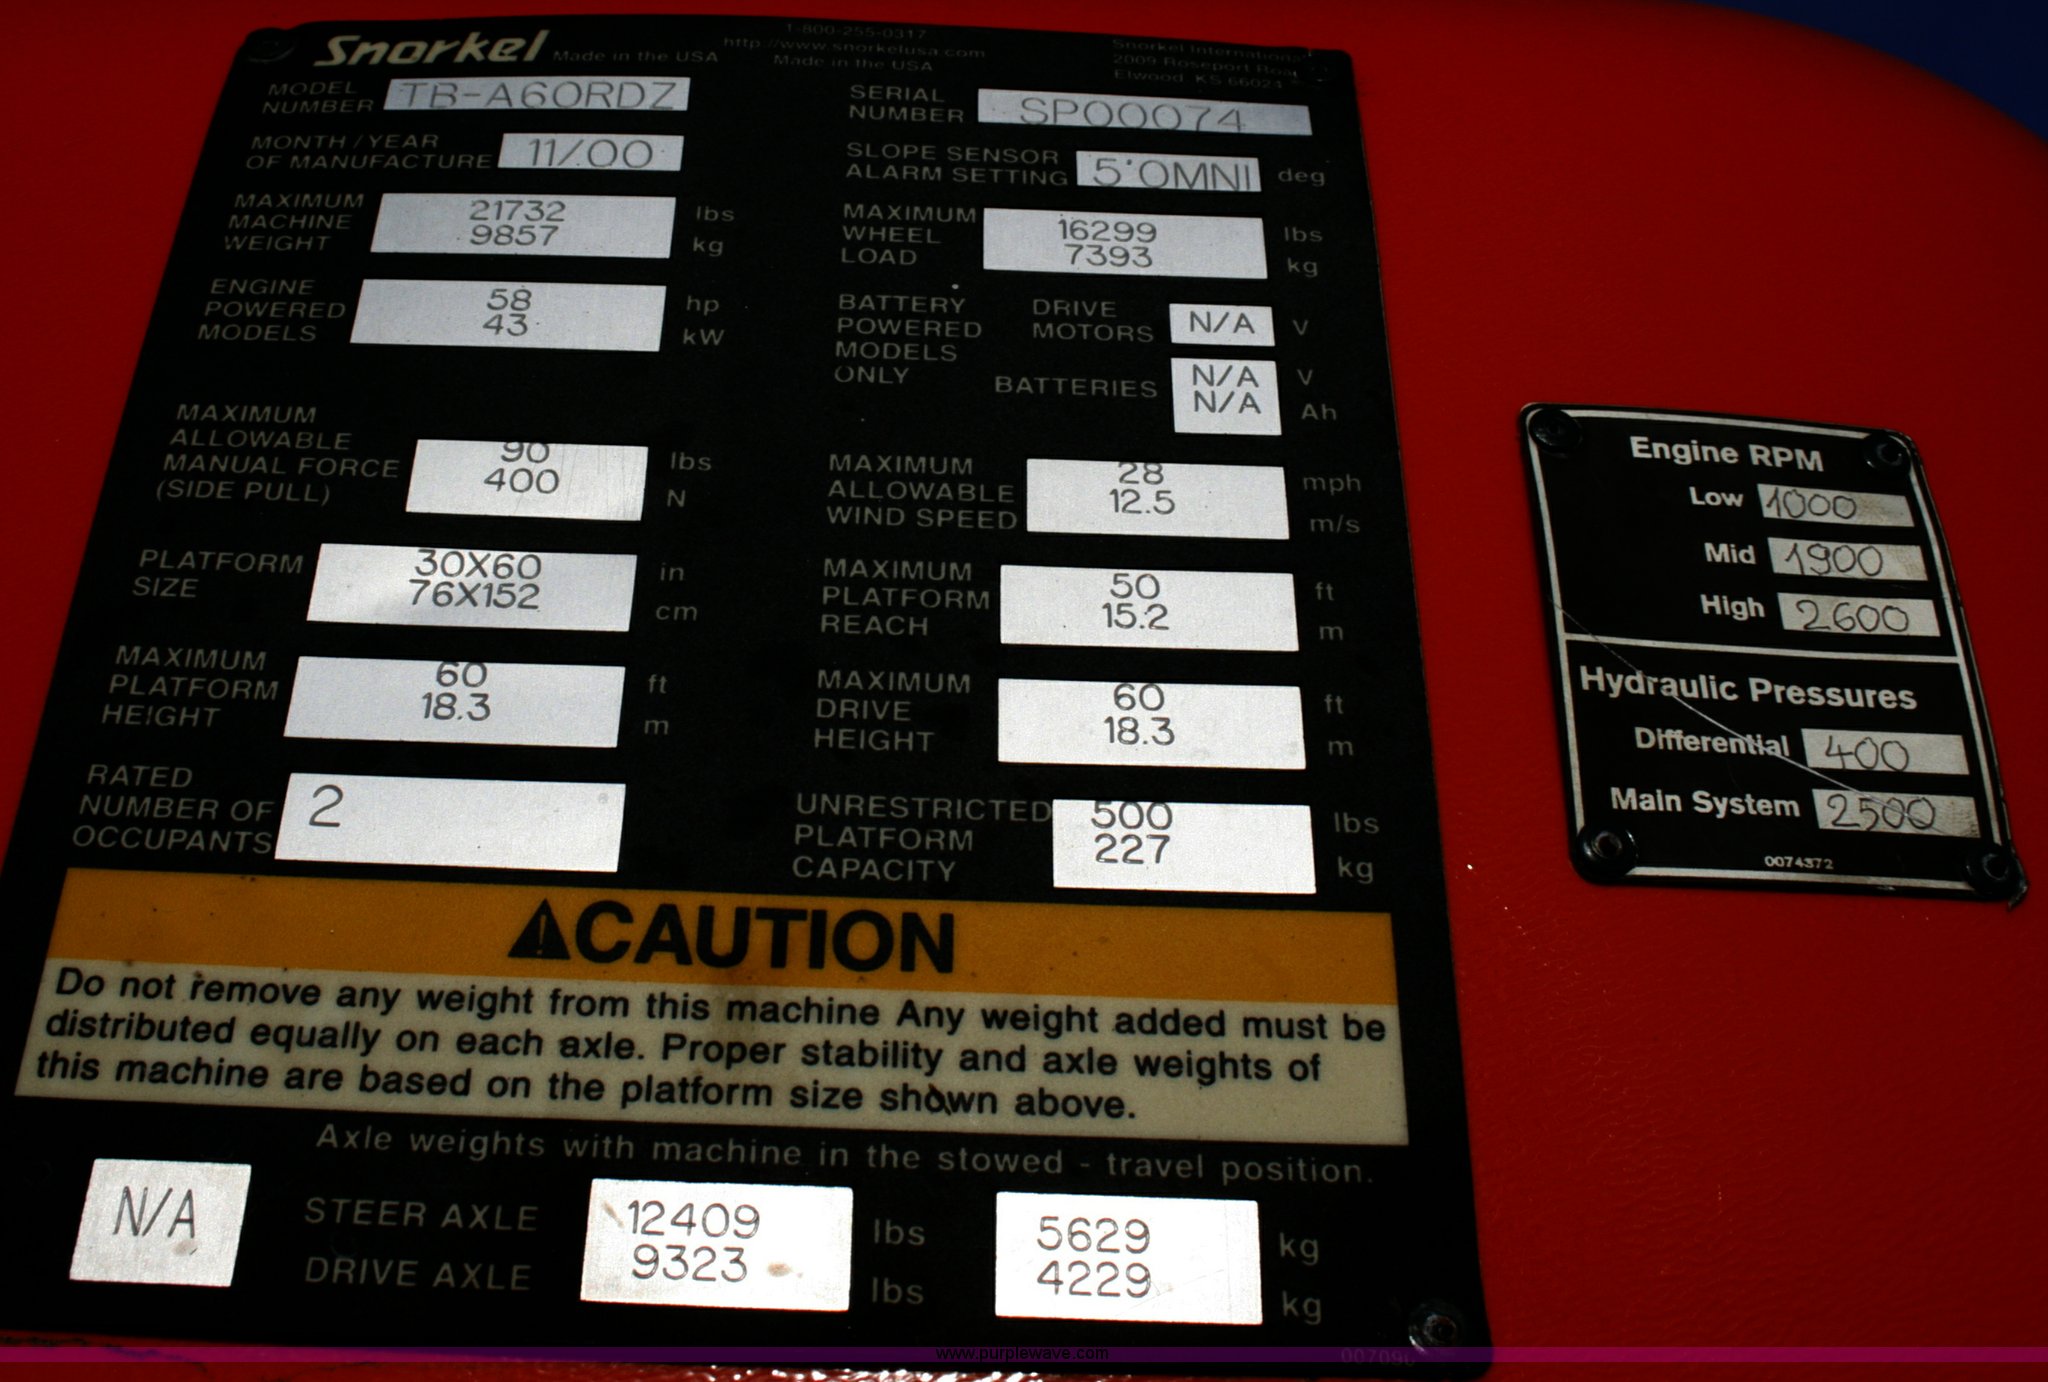 Snorkel Made in the USA
1-800-255-0317
http://www.snorkelusa.com
Made in the USA
Snorkel International
2009 Roseport Road
Elwood, KS 66024
MODEL NUMBER TB-A60RDZ
SERIAL NUMBER SP00074
MONTH/YEAR OF MANUFACTURE 11/00
SLOPE SENSOR ALARM SETTING 5°OMNI deg
MAXIMUM MACHINE WEIGHT 21732 lbs
9857 kg
MAXIMUM WHEEL LOAD 16299 lbs
7393 kg
ENGINE POWERED MODELS 58 hp
43 kW
BATTERY POWERED MODELS ONLY
DRIVE MOTORS N/A V
BATTERIES N/A V
N/A Ah
MAXIMUM ALLOWABLE MANUAL FORCE (SIDE PULL) 90 lbs
400 N
MAXIMUM ALLOWABLE WIND SPEED 28 mph
12.5 m/s
PLATFORM SIZE 30X60 in
76X152 cm
MAXIMUM PLATFORM REACH 50 ft
15.2 m
MAXIMUM PLATFORM HEIGHT 60 ft
18.3 m
MAXIMUM DRIVE HEIGHT 60 ft
18.3 m
RATED NUMBER OF OCCUPANTS 2
UNRESTRICTED PLATFORM CAPACITY 500 lbs
227 kg
CAUTION
Do not remove any weight from this machine Any weight added must be
distributed equally on each axle. Proper stability and axle weights of
this machine are based on the platform size shown above.
Axle weights with machine in the stowed - travel position.
N/A
STEER AXLE 12409 lbs 5629 kg
DRIVE AXLE 9323 lbs 4229 kg
Engine RPM
Low 1000
Mid 1900
High 2600
Hydraulic Pressures
Differential 400
Main System 2500
0074372
www.purplewave.com